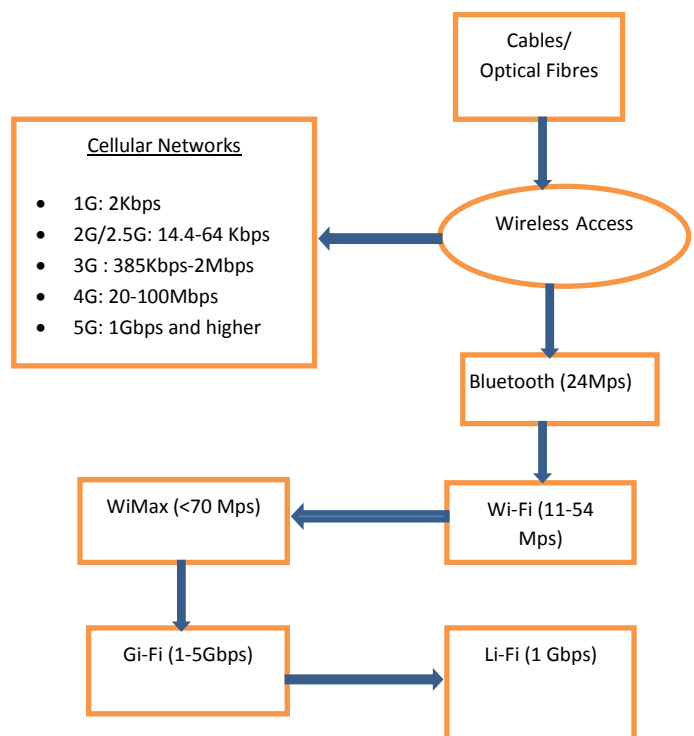 Cables/
Optical Fibres
Cellular Networks
• 1G: 2Kbps
• 2G/2.5G: 14.4-64 Kbps
• 3G : 385Kbps-2Mbps
• 4G: 20-100Mbps
• 5G: 1Gbps and higher
Wireless Access
Bluetooth (24Mps)
Wi-Fi (11-54
Mps)
WiMax (<70 Mps)
Gi-Fi (1-5Gbps)
Li-Fi (1 Gbps)